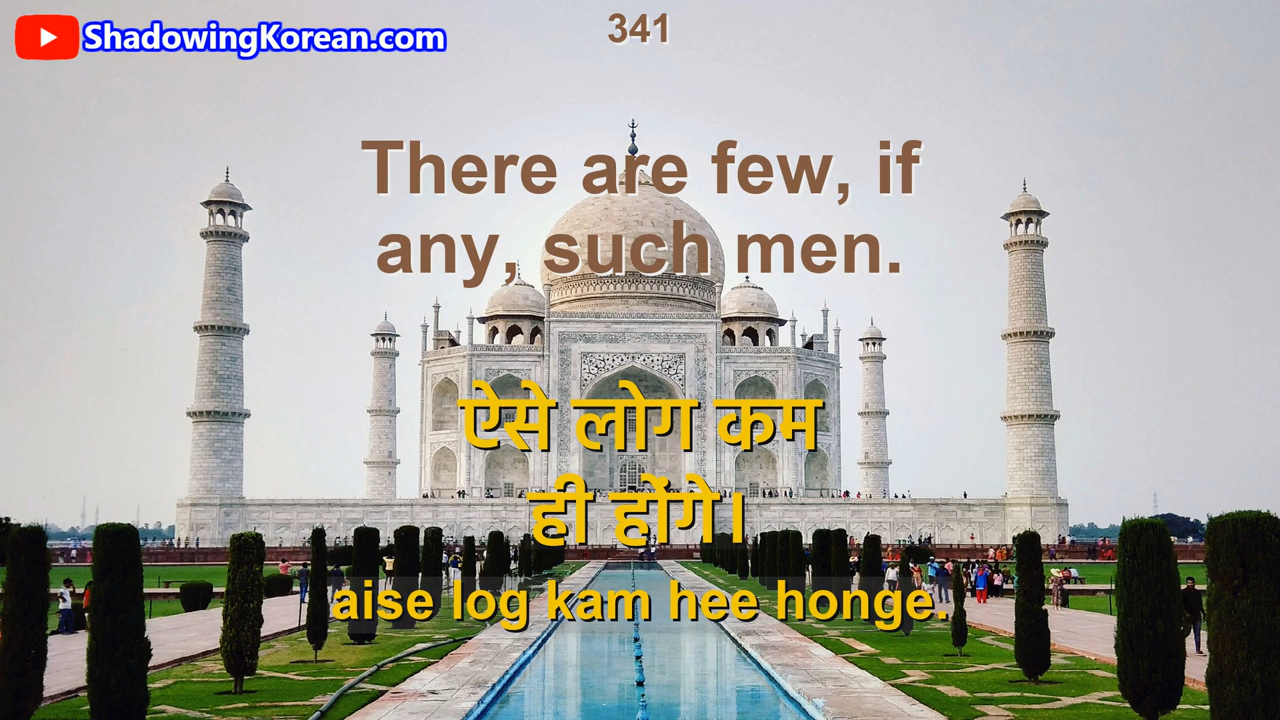 ShadowingKorean.com
341
There are few, if
any, such men.
ऐसे लोग कम
ही होंगे।
aise log kam hee honge.